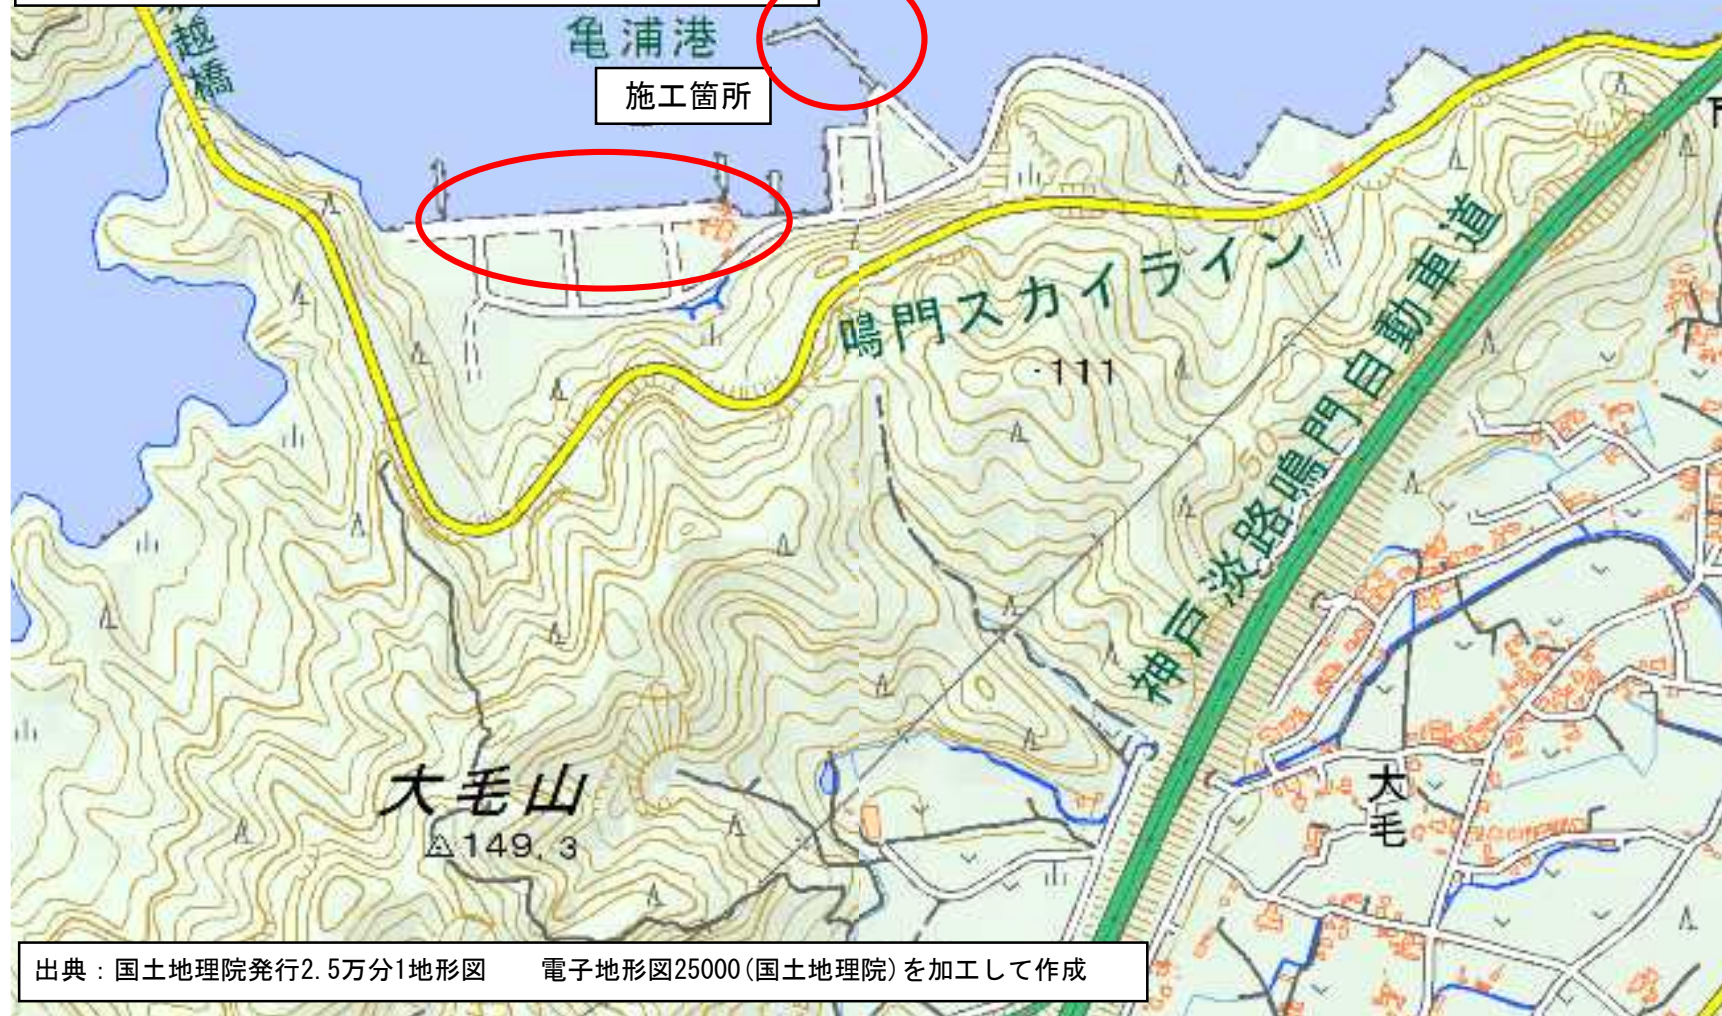 亀浦港
越橋
施工箇所
鳴門スカイライン
神戸淡路鳴門自動車道
111
50
大毛山
149.3
大毛
出典：国土地理院発行2.5万分1地形図　　電子地形図25000(国土地理院)を加工して作成